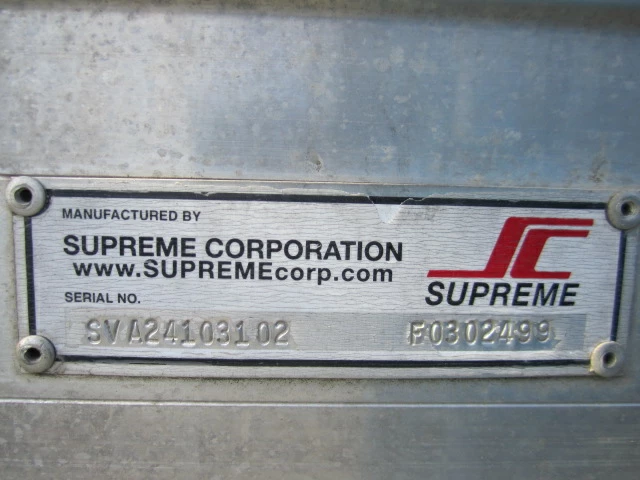 MANUFACTURED BY
SUPREME CORPORATION
www.SUPREMEcorp.com
SC
SUPREME
SERIAL NO.
SVA24103102 F0302499